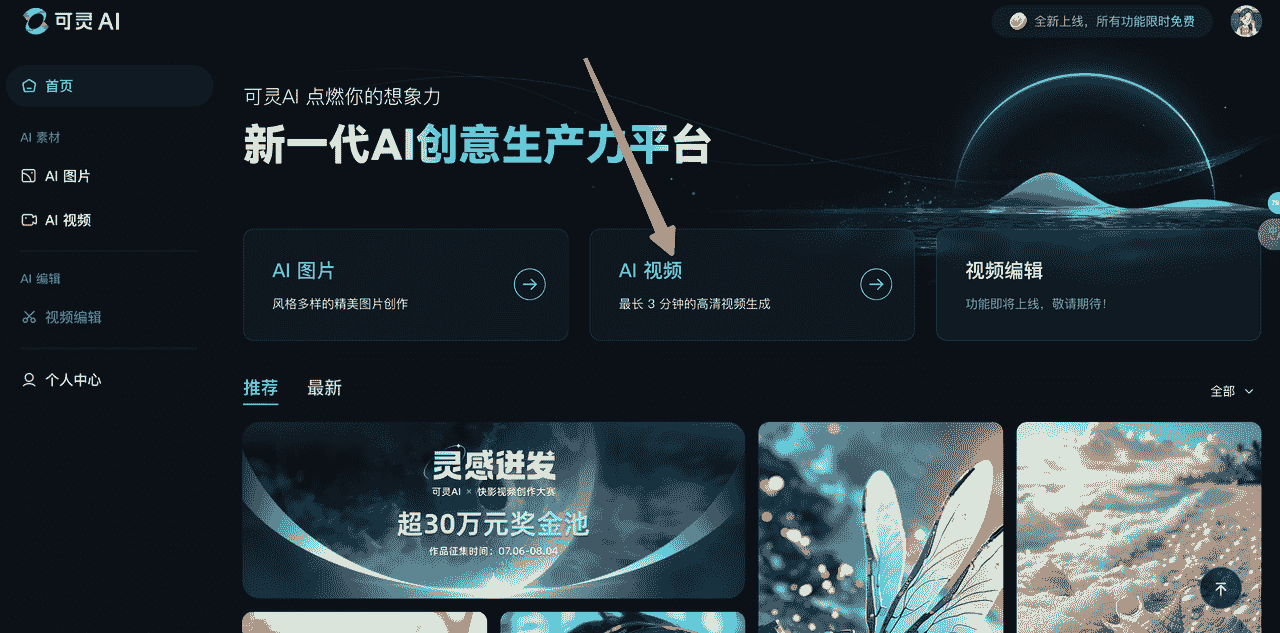 可灵 AI
全新上线，所有功能限时免费
首页
AI 素材
AI 图片
AI 视频
AI 编辑
视频编辑
个人中心
可灵AI 点燃你的想象力
新一代AI创意生产力平台
AI 图片
风格多样的精美图片创作
AI 视频
最长 3 分钟的高清视频生成
视频编辑
功能即将上线，敬请期待！
推荐
最新
全部
灵感迸发
可灵AI × 快影视频创作大赛
超30万元奖金池
作品征集时间：07.06-08.04